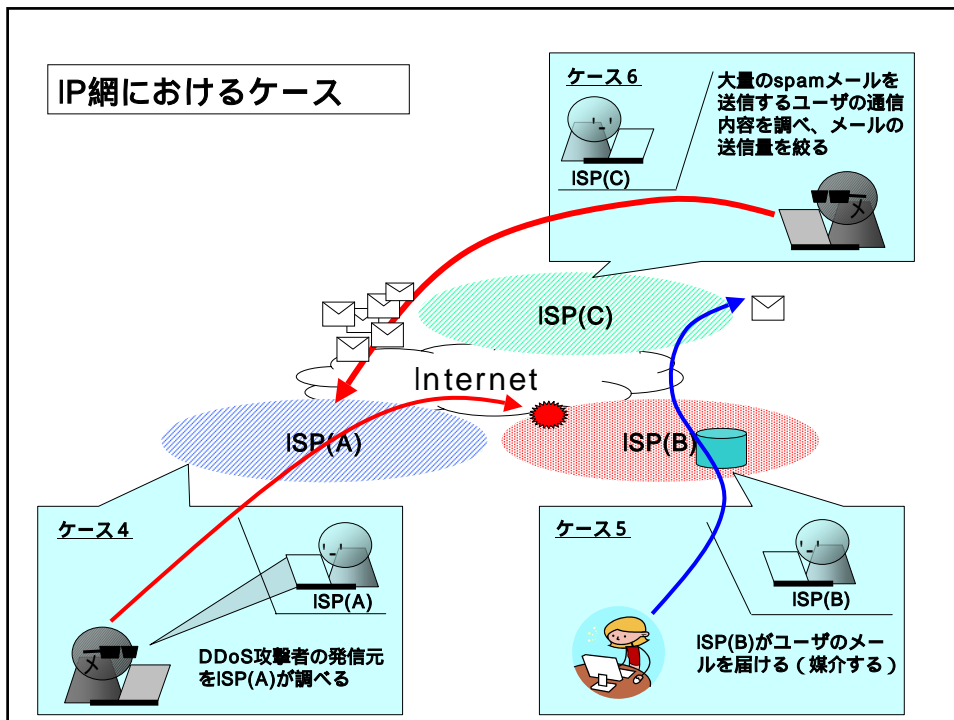 IP網におけるケース
ケース６
ISP(C)
大量のspamメールを
送信するユーザの通信
内容を調べ、メールの
送信量を絞る
ISP(C)
Internet
ISP(A)
ISP(B)
ケース４
ISP(A)
DDoS攻撃者の発信元
をISP(A)が調べる
ケース５
ISP(B)
ISP(B)がユーザのメー
ルを届ける（媒介する）